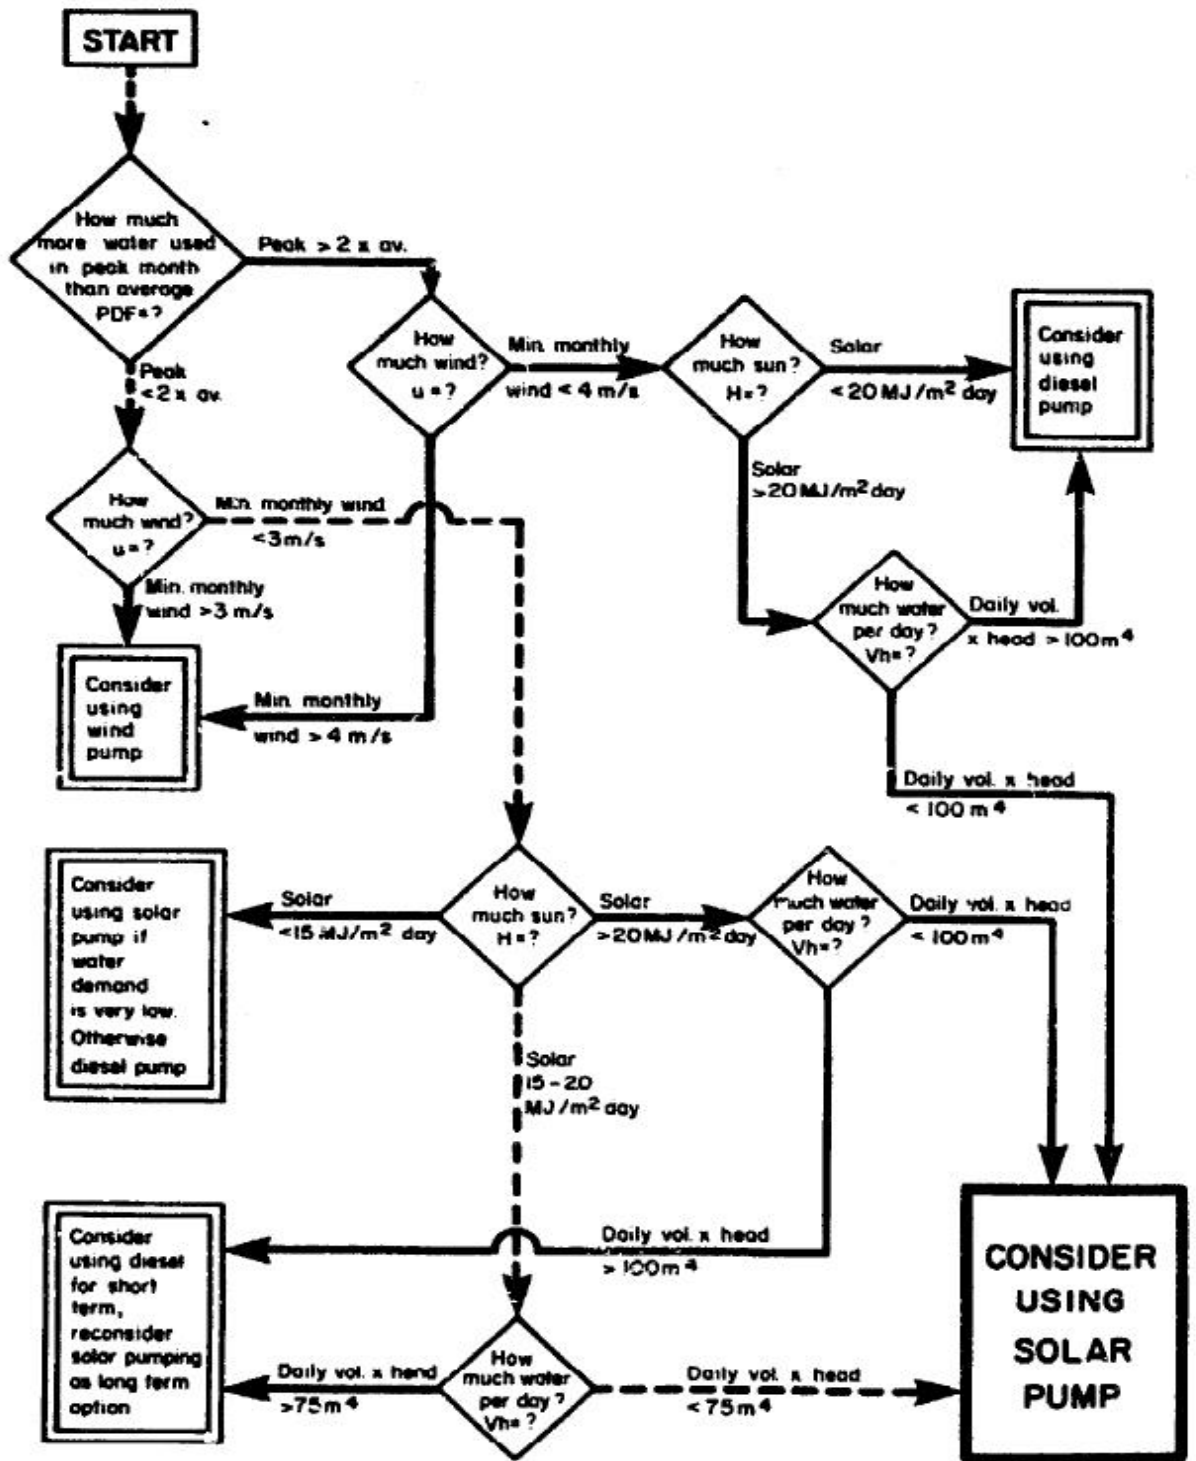 START
How much
more water used
in peak month
than average
PDF=?
Peak > 2 x av.
Peak
<2 x av.
How
much wind?
u=?
Min. monthly
wind < 4 m/s
How
much sun?
H=?
Solar
<20 MJ/m² day
Consider
using
diesel
pump
Solar
>20 MJ/m² day
How
much wind?
u=?
Min. monthly wind
<3 m/s
Min. monthly
wind >3 m/s
How
much water
per day?
Vh=?
Daily vol.
x head >100m⁴
Consider
using
wind
pump
Min. monthly
wind > 4 m/s
Daily vol. x head
< 100 m⁴
Consider
using solar
pump if
water
demand
is very low.
Otherwise
diesel pump
Solar
<15 MJ/m² day
How
much sun?
H=?
Solar
>20 MJ/m² day
How
much water
per day?
Vh=?
Daily vol. x head
< 100 m⁴
Solar
15 - 20
MJ/m² day
Consider
using diesel
for short
term,
reconsider
solar pumping
as long term
option
Daily vol. x head
> 100 m⁴
Daily vol. x head
>75 m⁴
How
much water
per day?
Vh=?
Daily vol. x head
<75 m⁴
CONSIDER
USING
SOLAR
PUMP